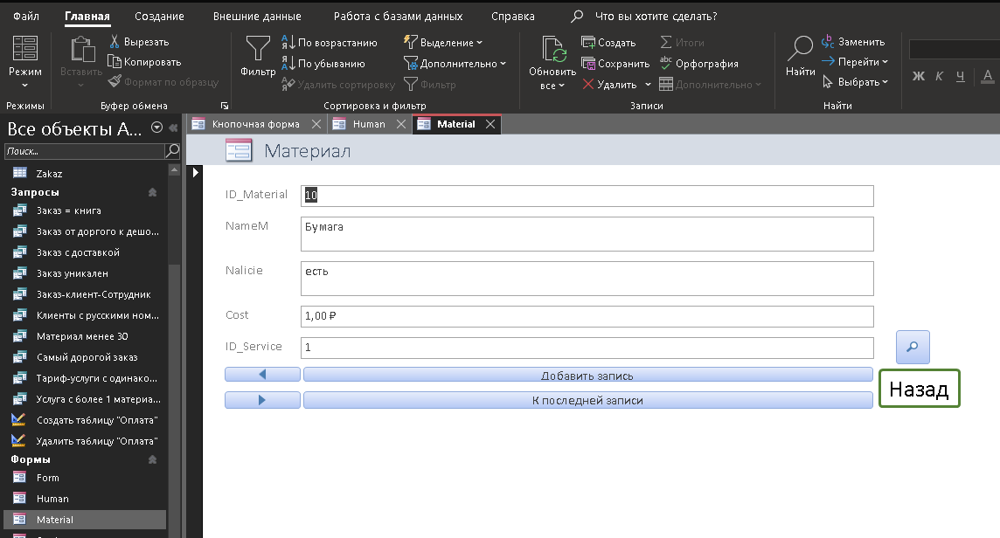 Файл Главная Создание Внешние данные Работа с базами данных Справка Что вы хотите сделать?
Режим
Режимы
Вставить
Вырезать
Копировать
Формат по образцу
Буфер обмена
Фильтр
По возрастанию
По убыванию
Удалить сортировку
Выделение
Дополнительно
Фильтр
Сортировка и фильтр
Обновить
все
Создать
Сохранить
Удалить
Итоги
Орфография
Дополнительно
Записи
Найти
Заменить
Перейти
Выбрать
Найти
Ж К Ч А
Все объекты A...
Поиск...
Zakaz
Запросы
Заказ = книга
Заказ от доргого к дешо...
Заказ с доставкой
Заказ уникален
Заказ-клиент-Сотрудник
Клиенты с русскими ном...
Материал менее 30
Самый дорогой заказ
Тариф-услуги с одинако...
Услуга с более 1 материа...
Создать таблицу "Оплата"
Удалить таблицу "Оплата"
Формы
Form
Human
Material
Кнопочная форма Human Material
Материал
ID_Material 10
NameM Бумага
Nalicie есть
Cost 1,00 ₽
ID_Service 1
Добавить запись
К последней записи
Назад